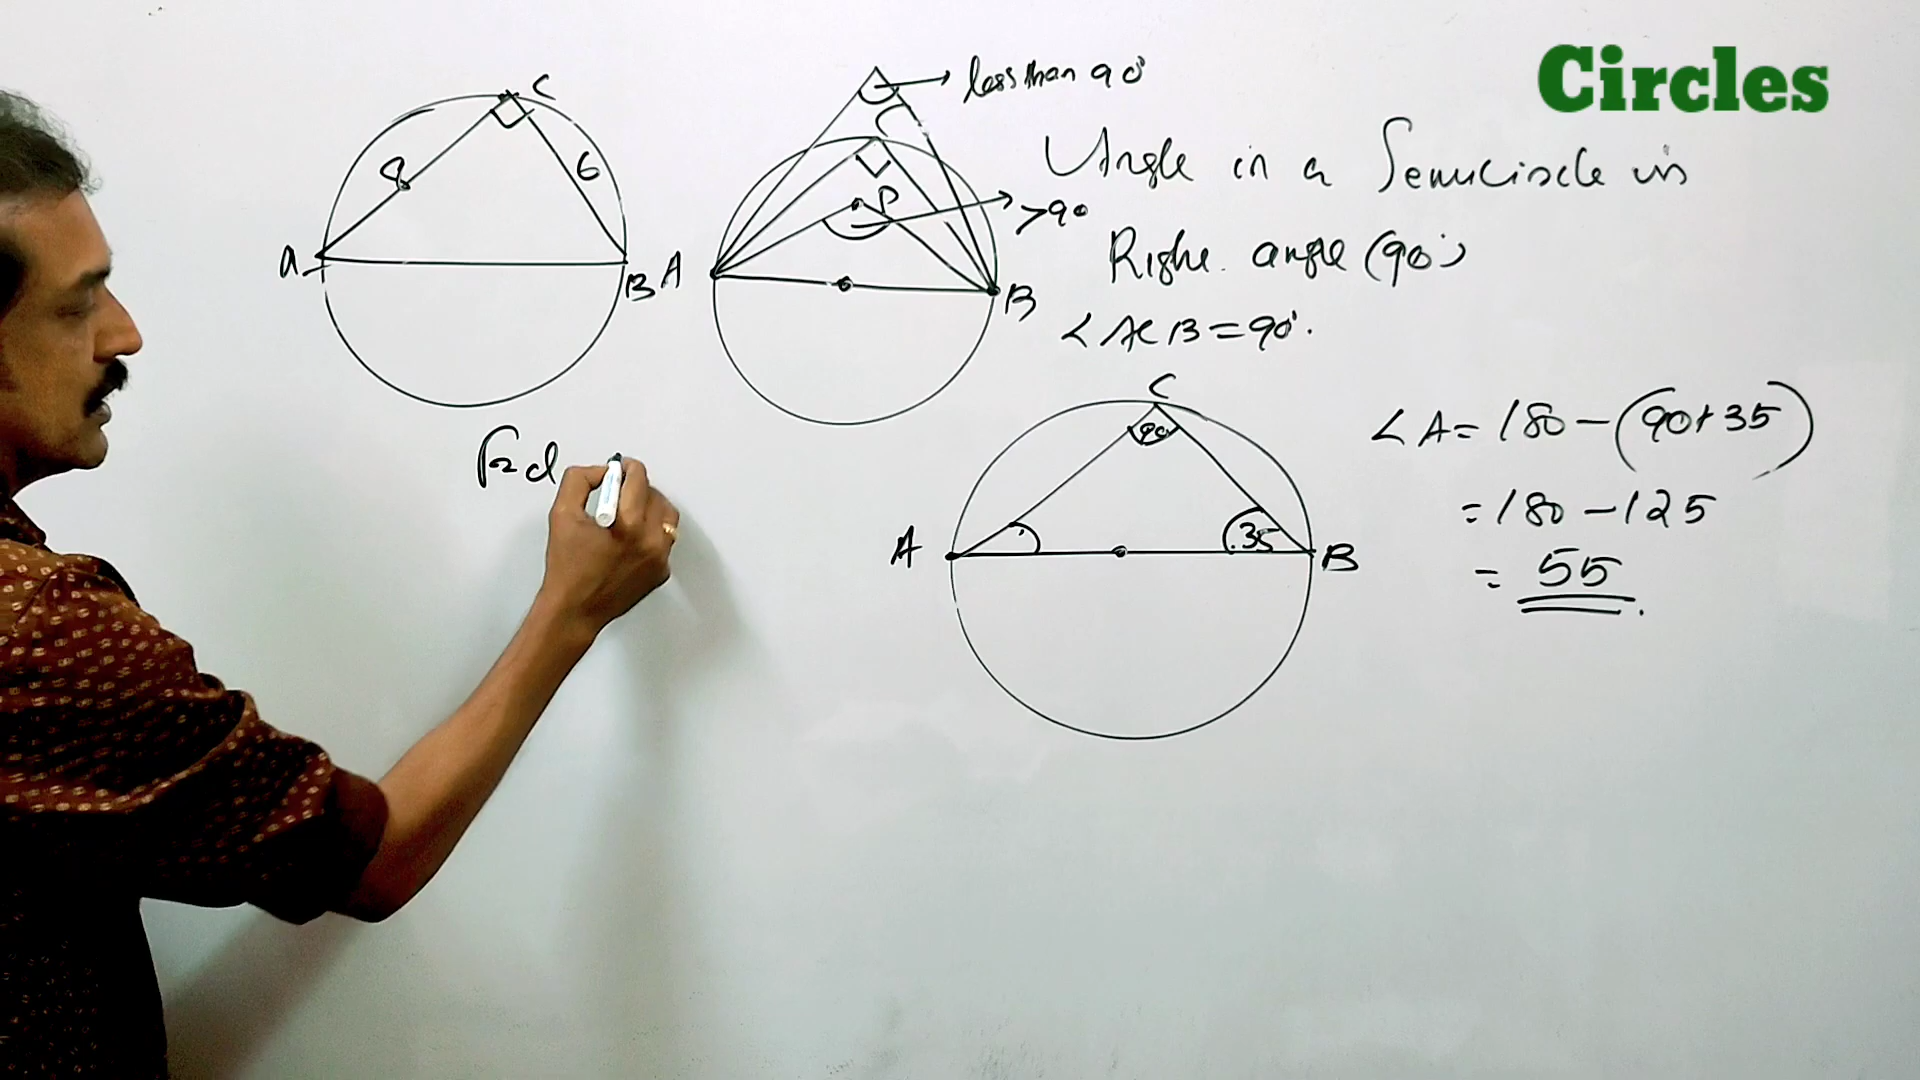 Circles
C
8
6
A
B
less than 90°
C
P
>90
A
B
Angle in a Semicircle is
Right angle (90°)
∠ACB=90°.
C
90
35
A
B
∠A= 180-(90+35)
=180-125
= 55